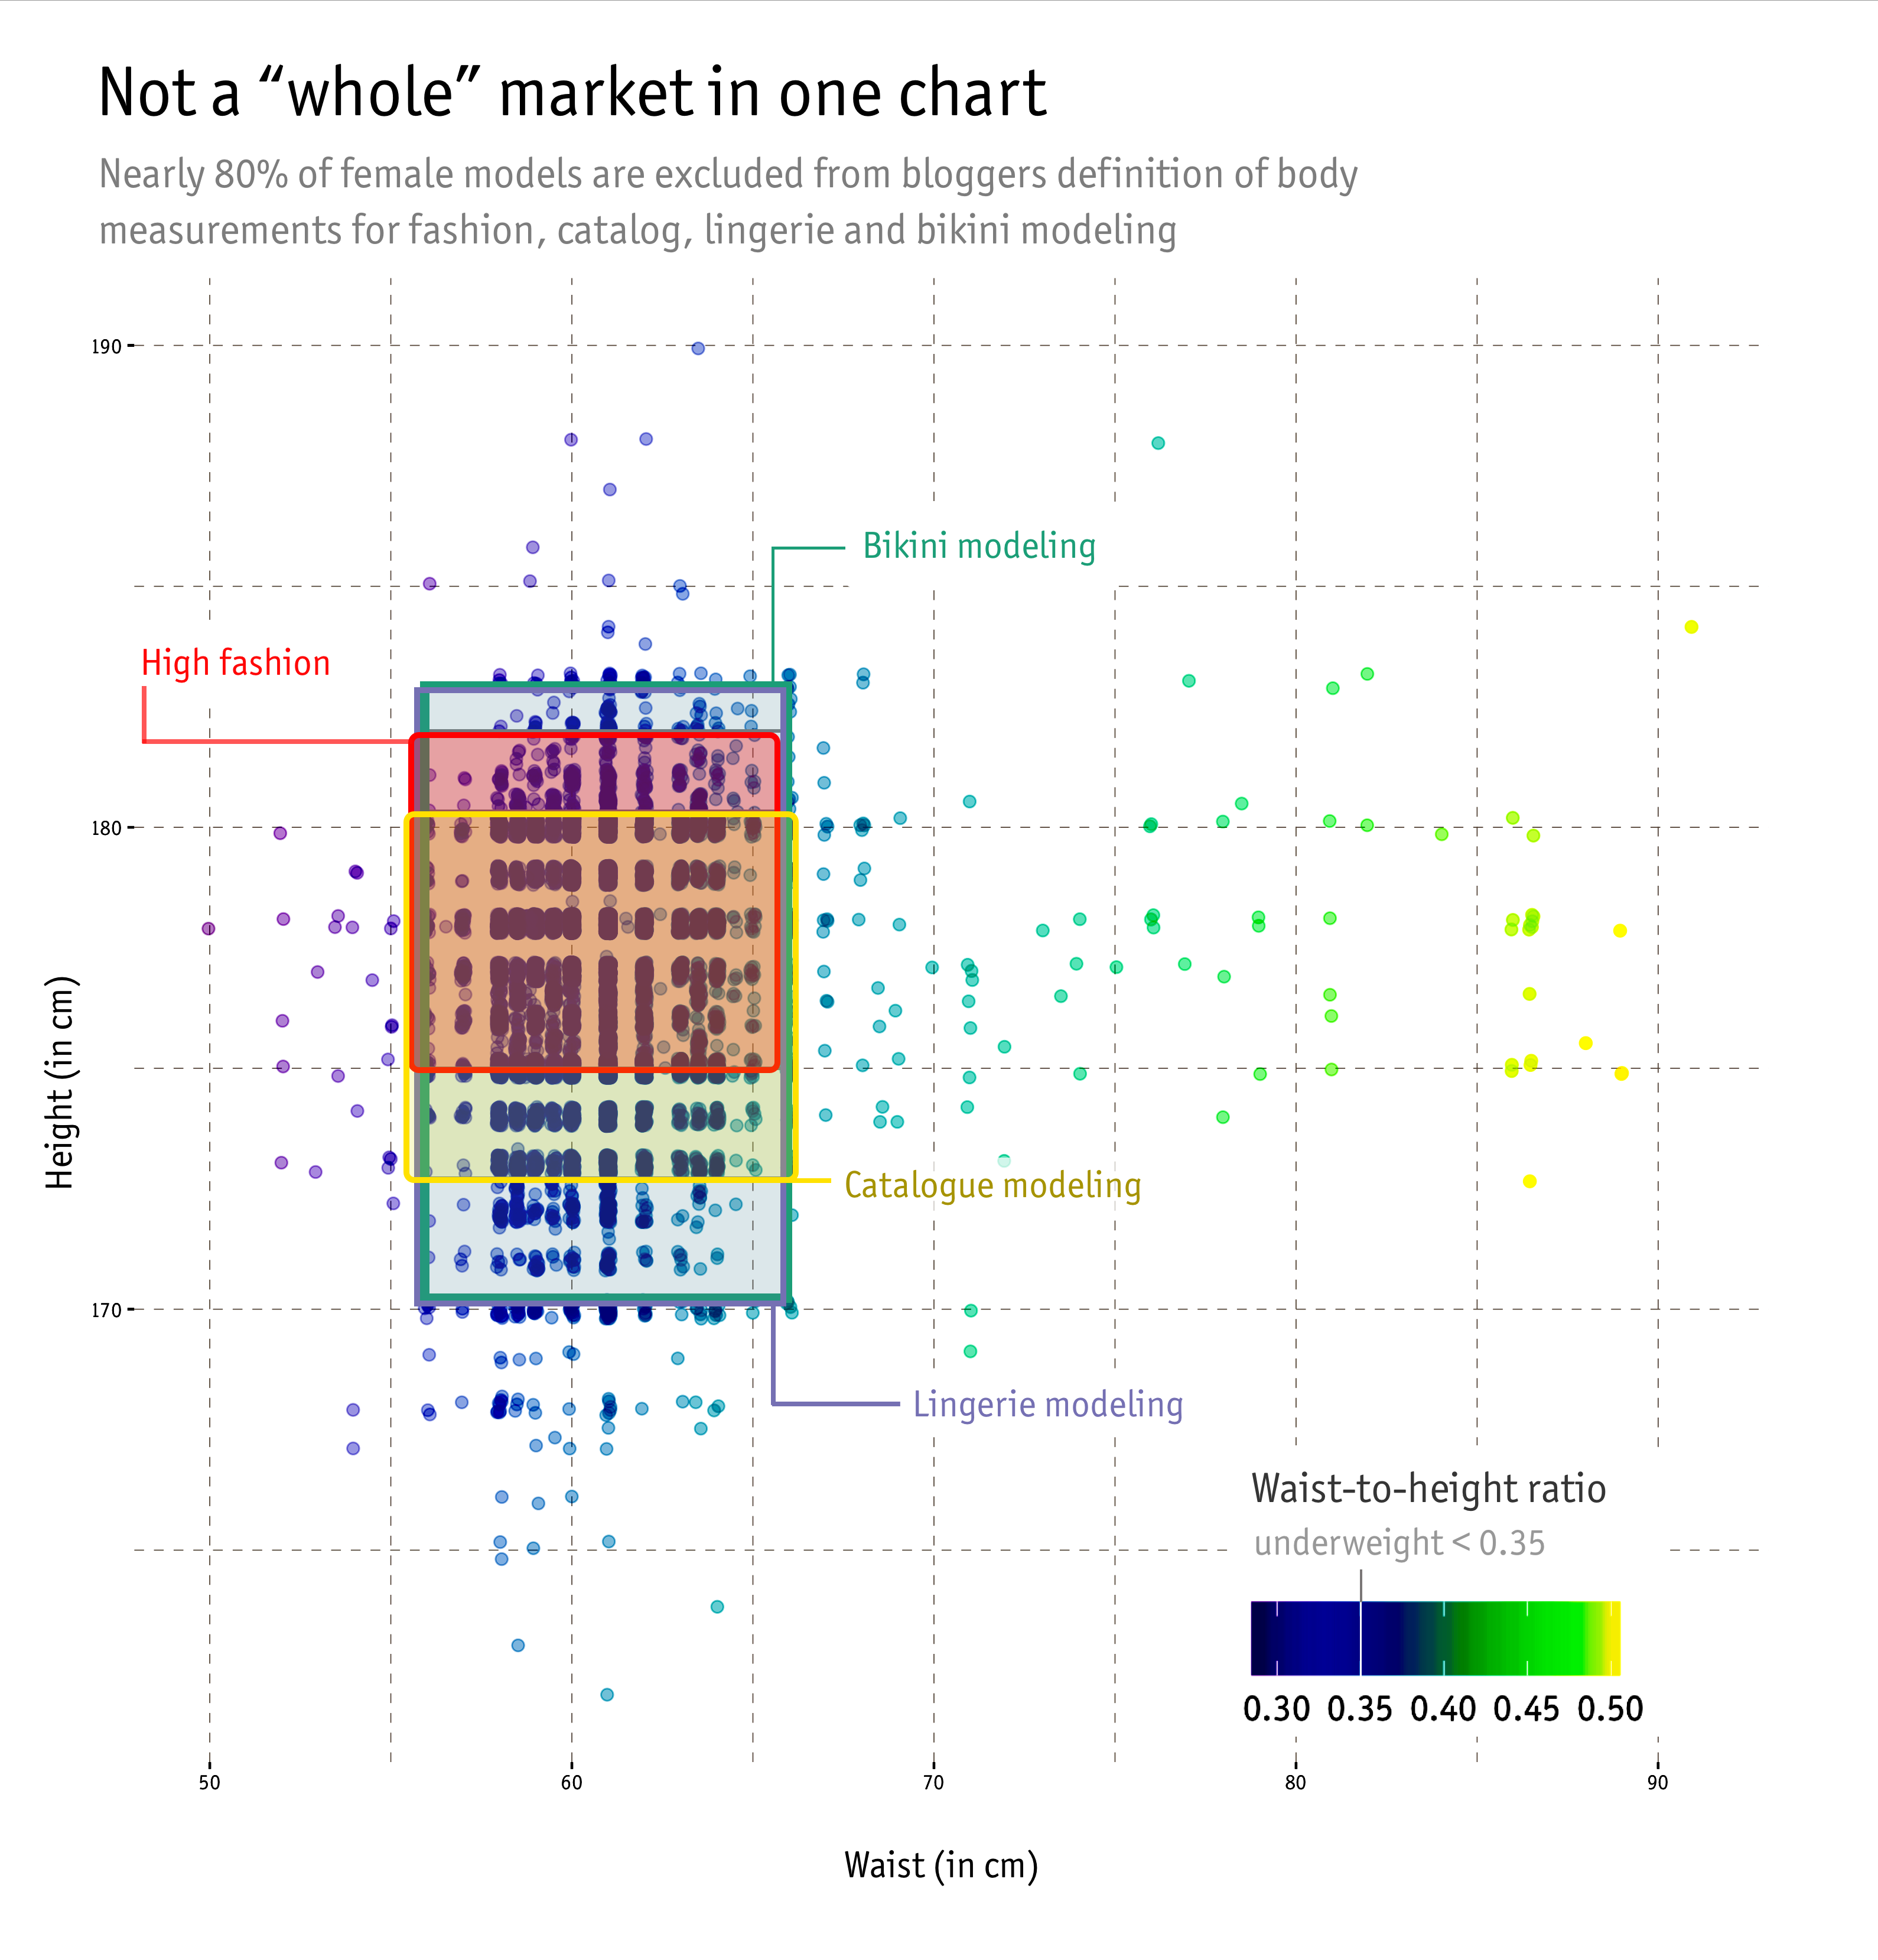 Not a “whole” market in one chart
Nearly 80% of female models are excluded from bloggers definition of body
measurements for fashion, catalog, lingerie and bikini modeling
190
Bikini modeling
High fashion
180
Height (in cm)
Catalogue modeling
170
Lingerie modeling
Waist-to-height ratio
underweight < 0.35
0.30 0.35 0.40 0.45 0.50
50 60 70 80 90
Waist (in cm)